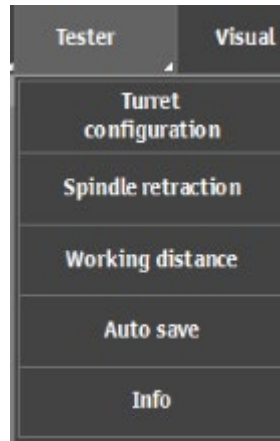 Tester Visual
Turret
configuration
Spindle retraction
Working distance
Auto save
Info